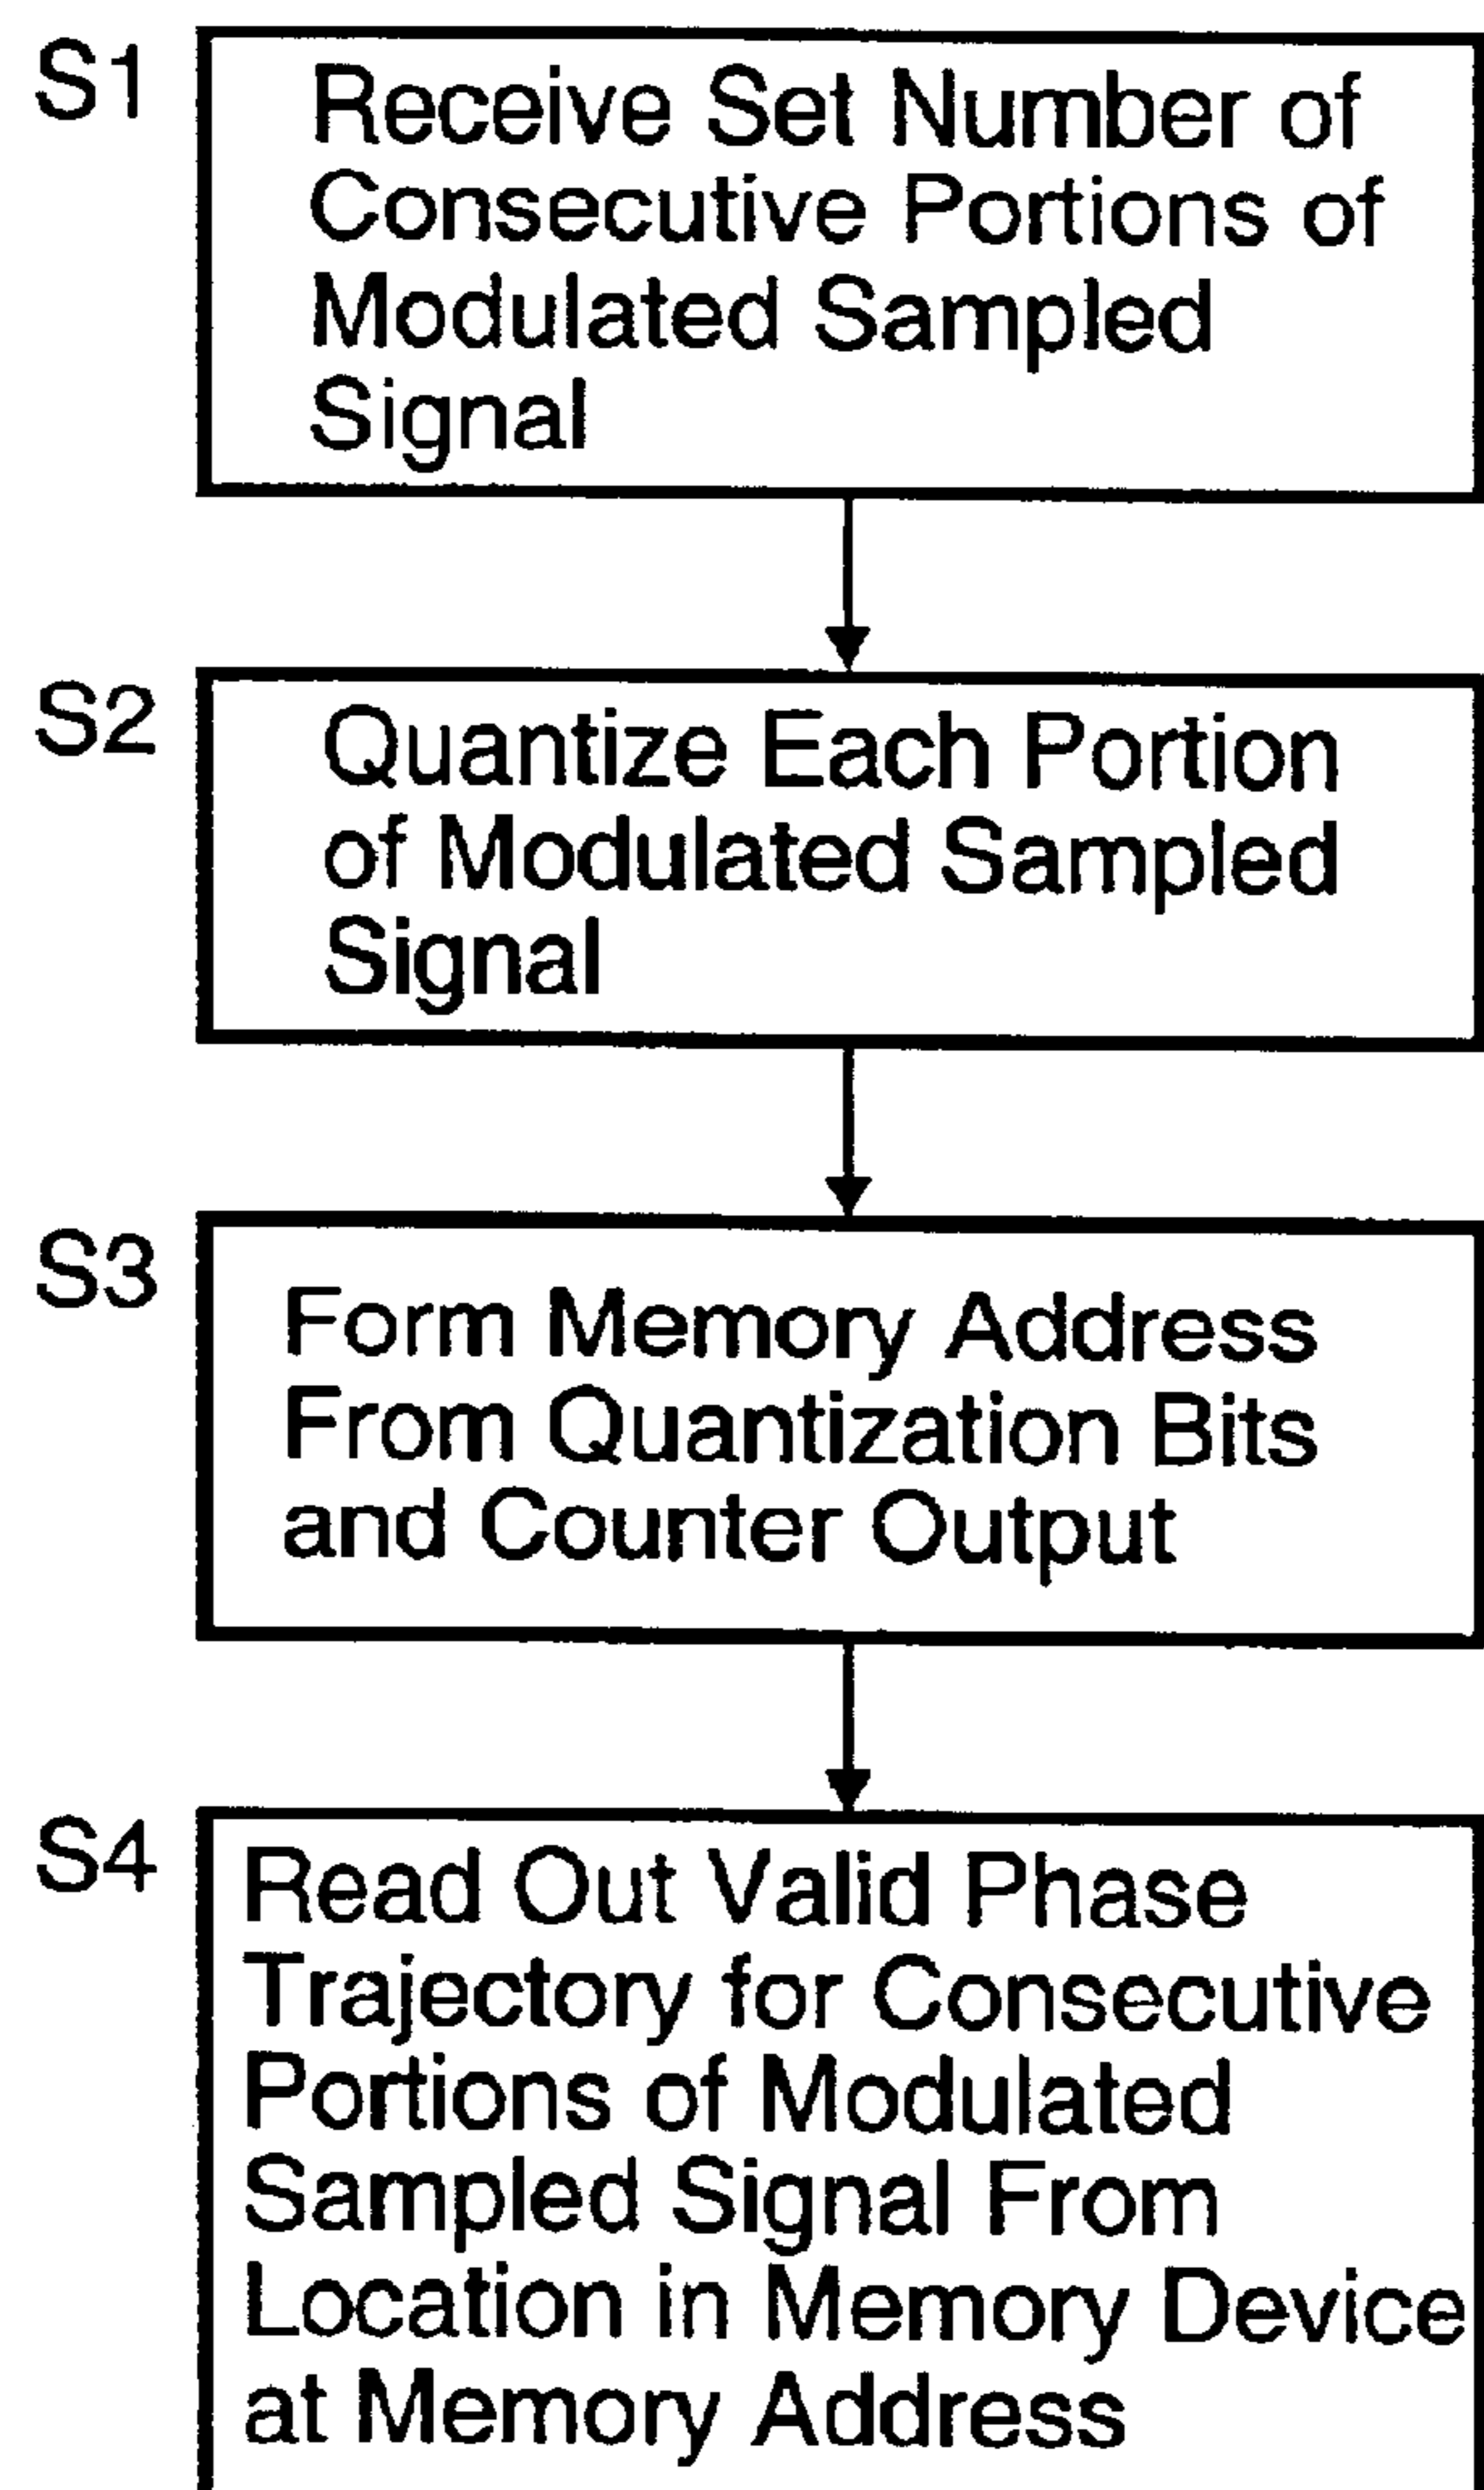 S1
Receive Set Number of
Consecutive Portions of
Modulated Sampled
Signal
S2
Quantize Each Portion
of Modulated Sampled
Signal
S3
Form Memory Address
From Quantization Bits
and Counter Output
S4
Read Out Valid Phase
Trajectory for Consecutive
Portions of Modulated
Sampled Signal From
Location in Memory Device
at Memory Address